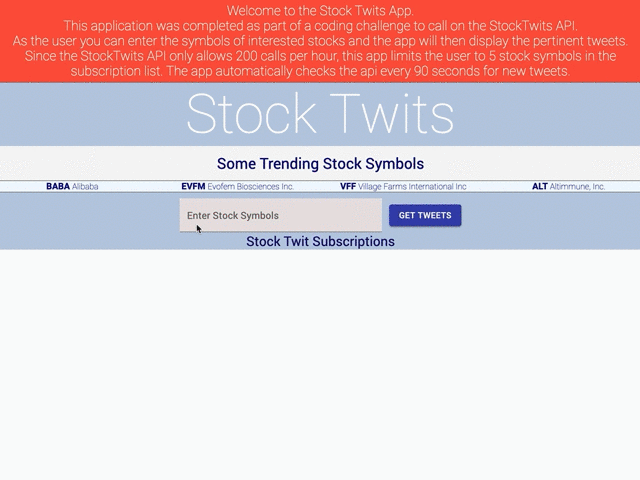 Welcome to the Stock Twits App.
This application was completed as part of a coding challenge to call on the StockTwits API.
As the user you can enter the symbols of interested stocks and the app will then display the pertinent tweets.
Since the StockTwits API only allows 200 calls per hour, this app limits the user to 5 stock symbols in the
subscription list. The app automatically checks the api every 90 seconds for new tweets.
Stock Twits
Some Trending Stock Symbols
BABA Alibaba EVFM Evofem Biosciences Inc. VFF Village Farms International Inc ALT Altimmune, Inc.
Enter Stock Symbols GET TWEETS
Stock Twit Subscriptions